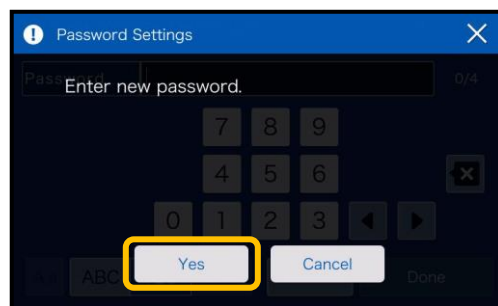 ! Password Settings X
Password 0/4
Enter new password.
7 8 9
4 5 6
0 1 2 3
Yes Cancel
ABC Done